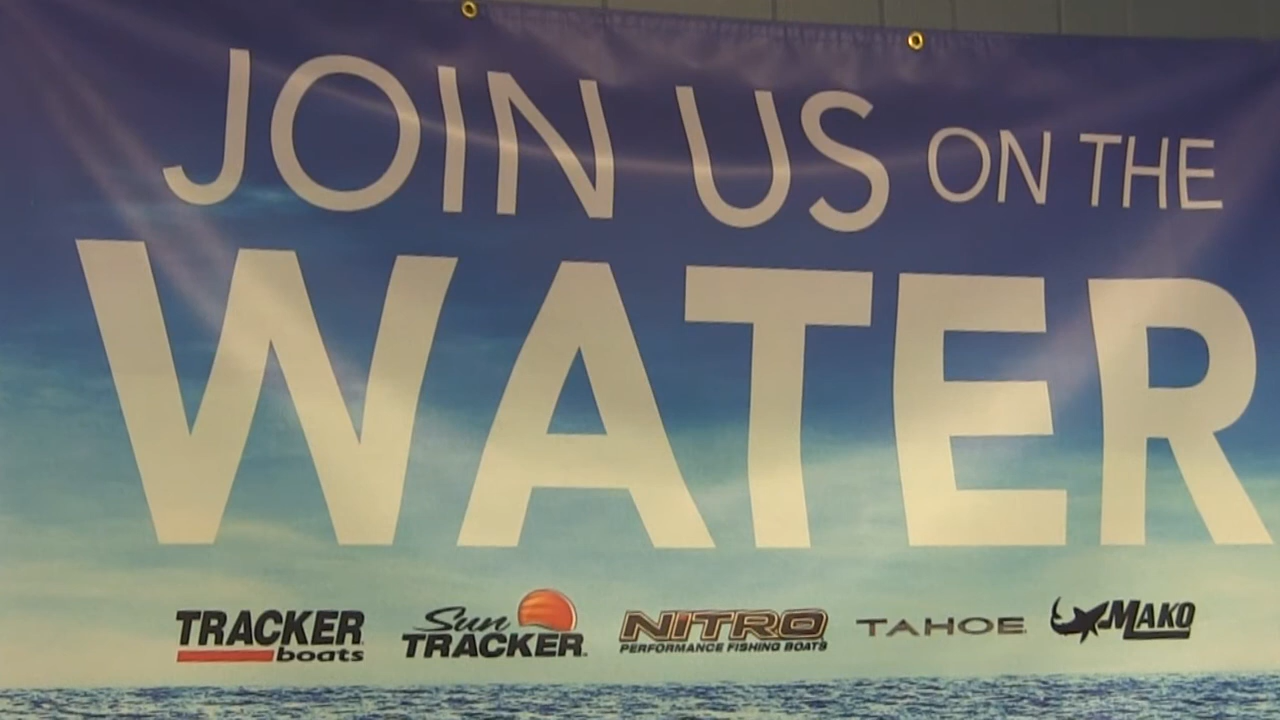 JOIN US ON THE
WATER
TRACKER boats
Sun TRACKER
NITRO PERFORMANCE FISHING BOATS
TAHOE
MAKO